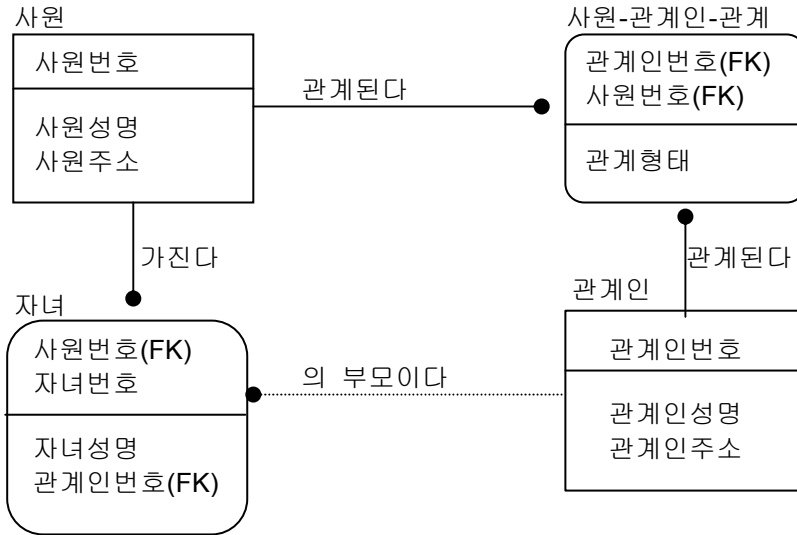 사원
사원번호
사원성명
사원주소
관계된다
사원-관계인-관계
관계인번호(FK)
사원번호(FK)
관계형태
가진다
관계된다
자녀
사원번호(FK)
자녀번호
자녀성명
관계인번호(FK)
의 부모이다
관계인
관계인번호
관계인성명
관계인주소